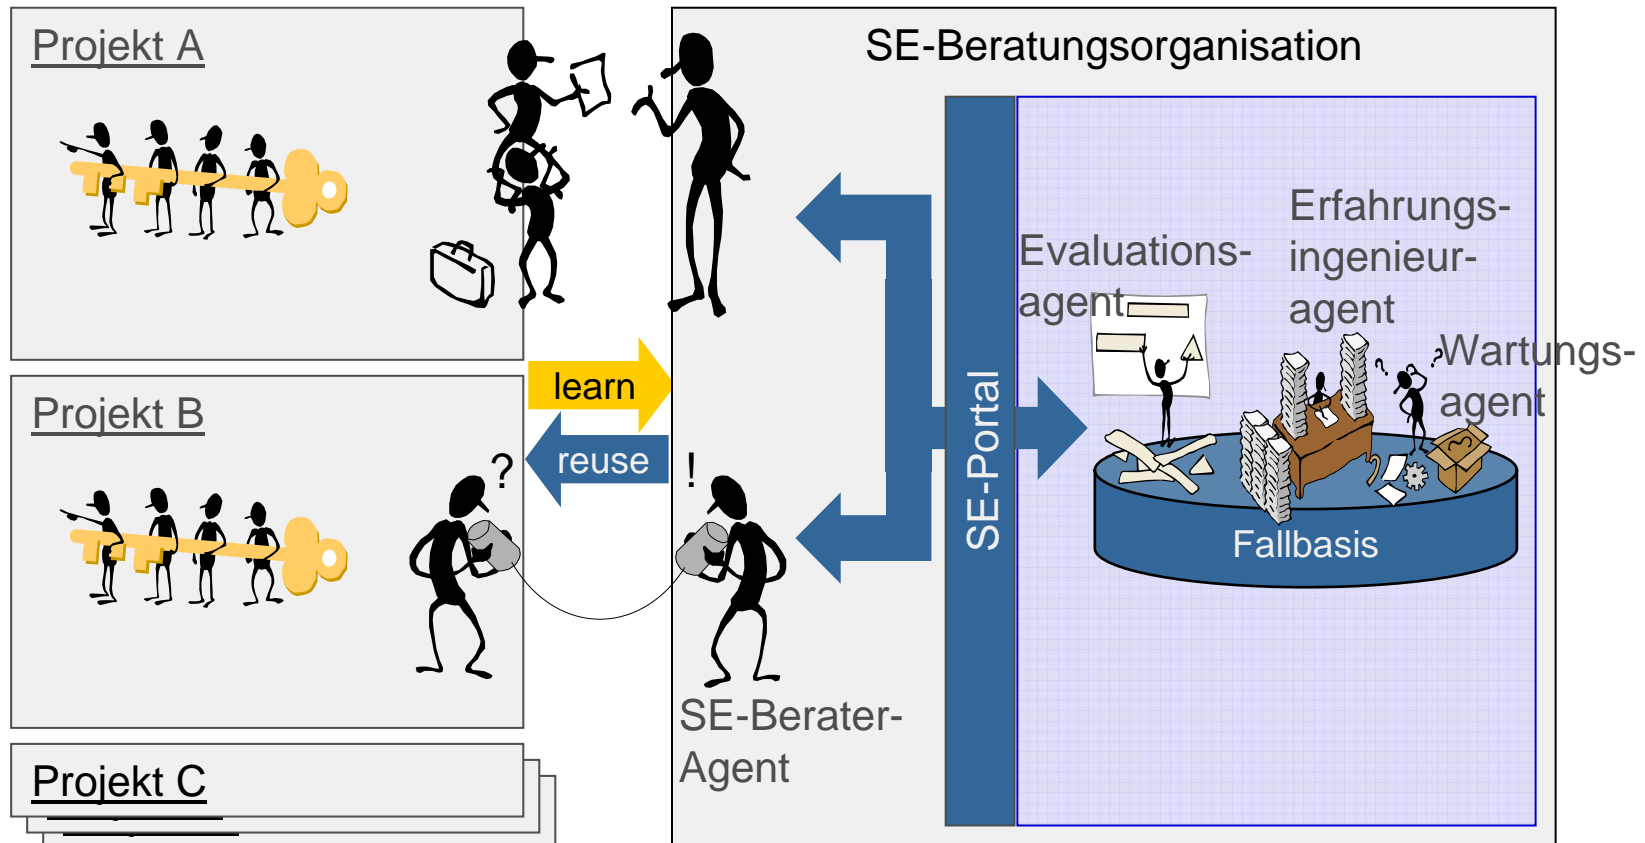 Projekt A
SE-Beratungsorganisation
Erfahrungs-
ingenieur-
agent
Evaluations-
agent
Wartungs-
agent
learn
reuse
Projekt B
?
!
SE-Portal
? ?
Fallbasis
SE-Berater-
Agent
Projekt C